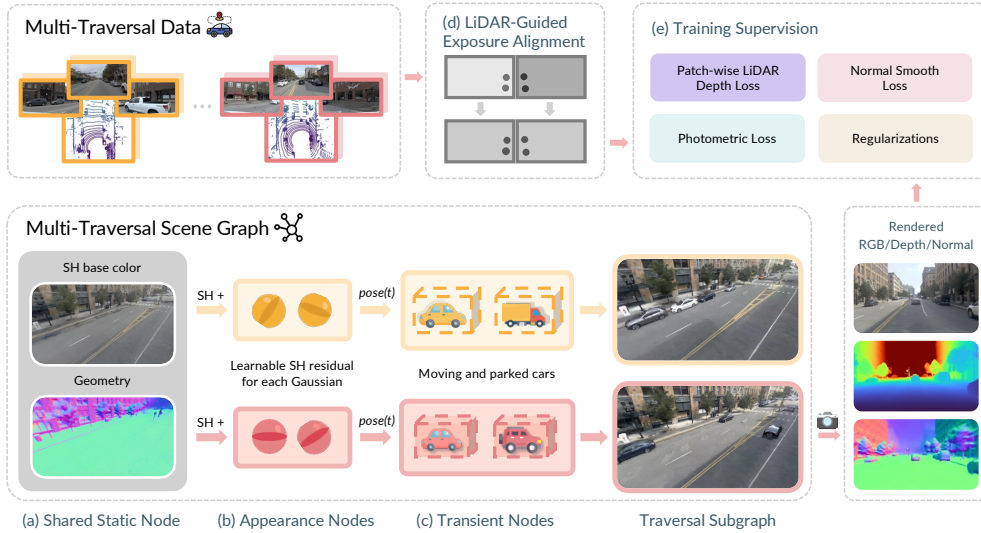 Multi-Traversal Data
(d) LiDAR-Guided
Exposure Alignment
(e) Training Supervision
Patch-wise LiDAR
Depth Loss
Normal Smooth
Loss
Photometric Loss
Regularizations
...
Multi-Traversal Scene Graph
SH base color
Geometry
SH +
pose(t)
Learnable SH residual
for each Gaussian
Moving and parked cars
SH +
pose(t)
Rendered
RGB/Depth/Normal
(a) Shared Static Node
(b) Appearance Nodes
(c) Transient Nodes
Traversal Subgraph